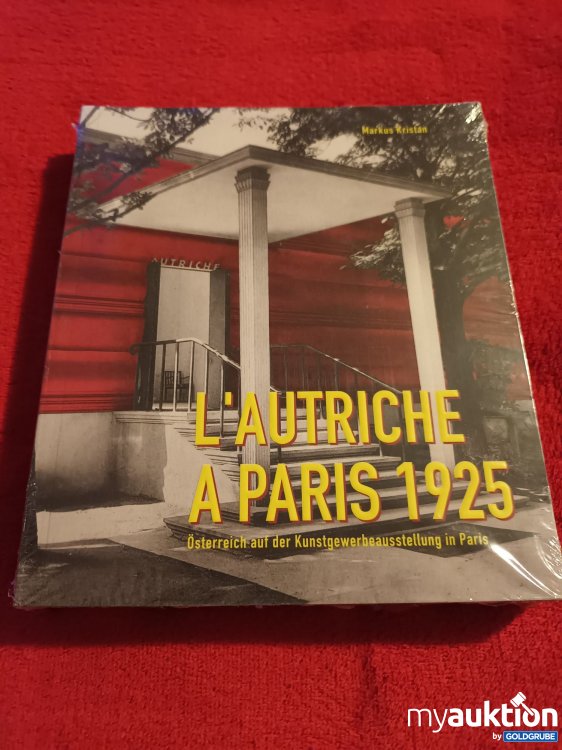 Markus Kristan
AUTRICHE
L'AUTRICHE
A PARIS 1925
Österreich auf der Kunstgewerbeausstellung in Paris
myauktion
by GOLDGRUBE